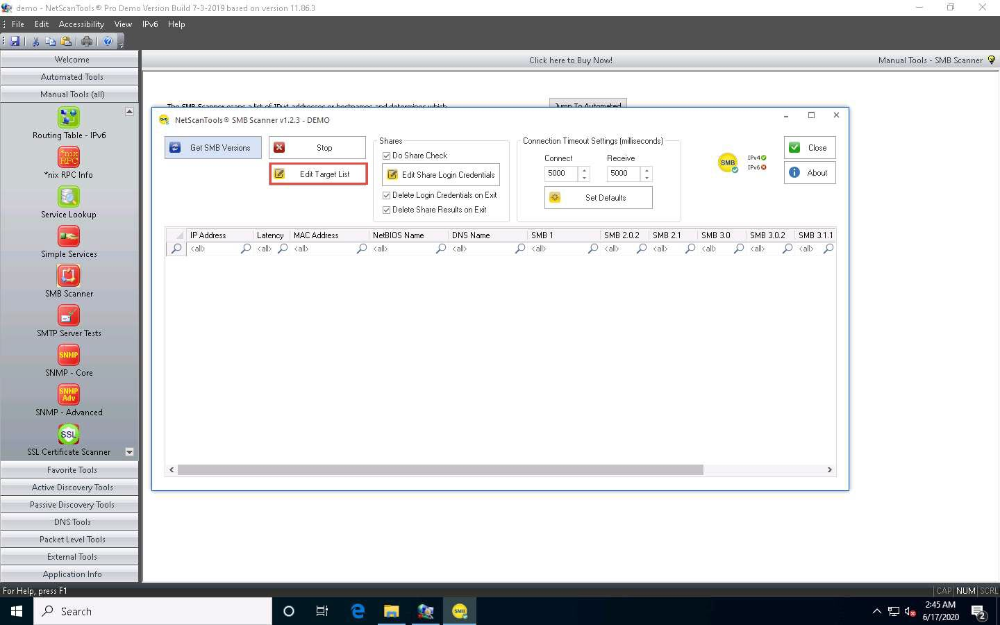 demo - NetScanTools® Pro Demo Version Build 7-3-2019 based on version 11.86.3
File Edit Accessibility View IPv6 Help
Welcome
Click here to Buy Now!
Manual Tools - SMB Scanner
Automated Tools
Manual Tools (all)
Routing Table - IPv6
*nix RPC
*nix RPC Info
Service Lookup
Simple Services
SMB Scanner
SMTP Server Tests
SNMP
SNMP - Core
SNMP Adv
SNMP - Advanced
SSL
SSL Certificate Scanner
Favorite Tools
Active Discovery Tools
Passive Discovery Tools
DNS Tools
Packet Level Tools
External Tools
Application Info
The SMB Scanner scans a list of IPv4 addresses or hostnames and determines which
Jump To Automated
SMB NetScanTools® SMB Scanner v1.2.3 - DEMO
Get SMB Versions
Stop
Edit Target List
Shares
Do Share Check
Edit Share Login Credentials
Delete Login Credentials on Exit
Delete Share Results on Exit
Connection Timeout Settings (milliseconds)
Connect Receive
5000 5000
Set Defaults
SMB
IPv4
IPv6
Close
About
IP Address Latency MAC Address NetBIOS Name DNS Name SMB 1 SMB 2.0.2 SMB 2.1 SMB 3.0 SMB 3.0.2 SMB 3.1.1
<all> <all> <all> <all> <all> <all> <all> <all> <all> <all> <all>
For Help, press F1
CAP NUM SCRL
Search
SMB
2:45 AM
6/17/2020
2